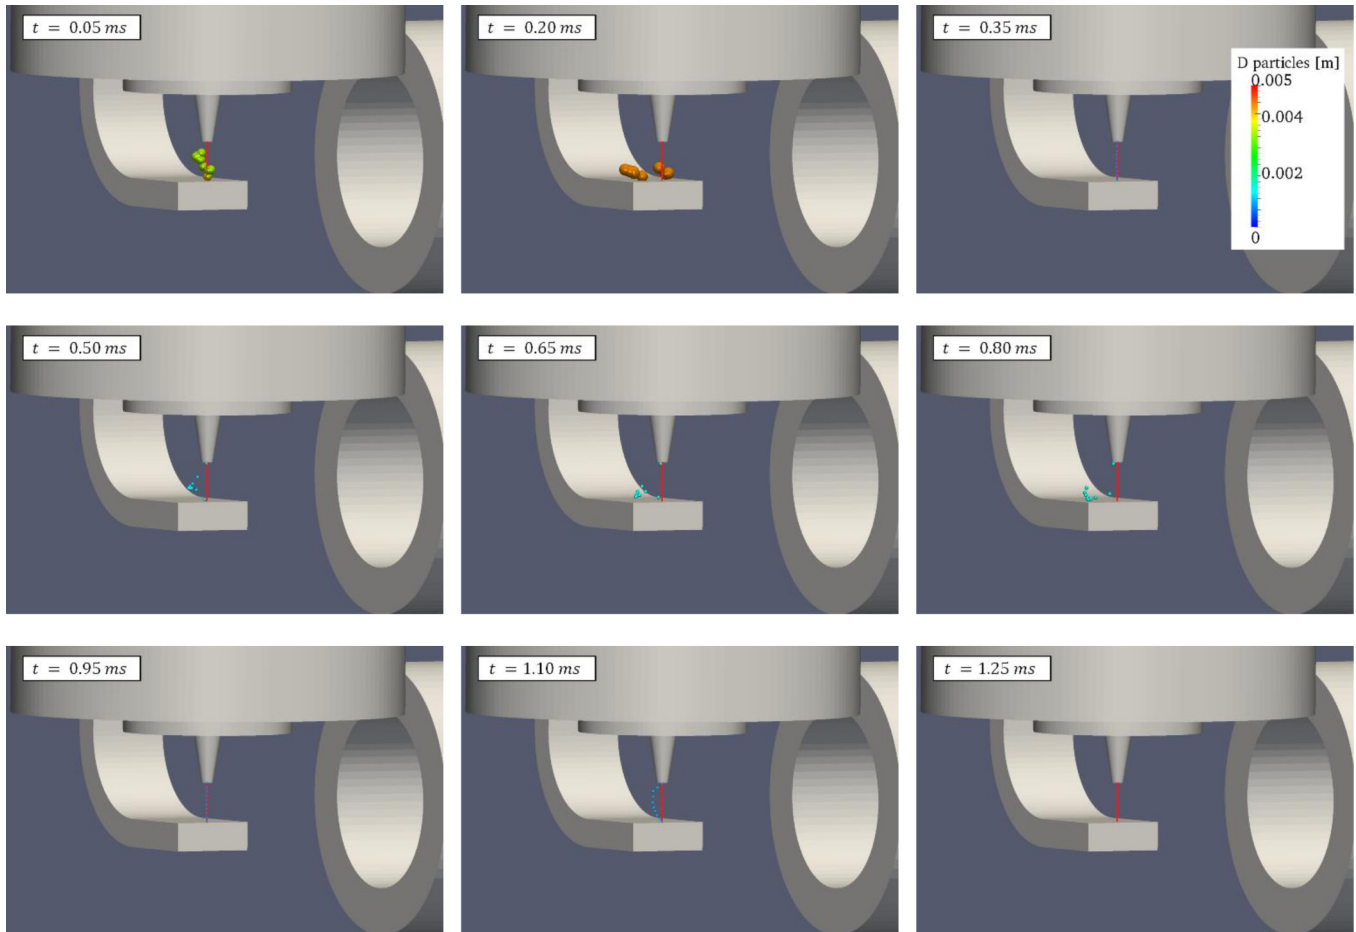 t = 0.05 ms
t = 0.20 ms
t = 0.35 ms
D particles [m]
0.005
0.004
0.002
0
t = 0.50 ms
t = 0.65 ms
t = 0.80 ms
t = 0.95 ms
t = 1.10 ms
t = 1.25 ms